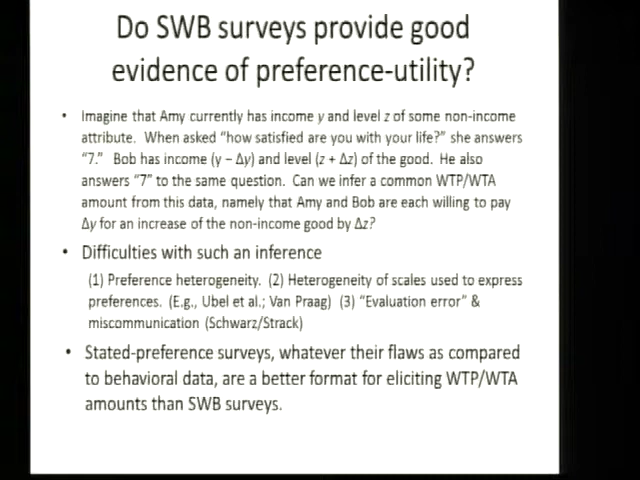 Do SWB surveys provide good
evidence of preference-utility?
• Imagine that Amy currently has income y and level z of some non-income
attribute. When asked "how satisfied are you with your life?" she answers
"7." Bob has income (y – Δy) and level (z + Δz) of the good. He also
answers "7" to the same question. Can we infer a common WTP/WTA
amount from this data, namely that Amy and Bob are each willing to pay
Δy for an increase of the non-income good by Δz?
• Difficulties with such an inference
(1) Preference heterogeneity. (2) Heterogeneity of scales used to express
preferences. (E.g., Ubel et al.; Van Praag) (3) "Evaluation error" &
miscommunication (Schwarz/Strack)
• Stated-preference surveys, whatever their flaws as compared
to behavioral data, are a better format for eliciting WTP/WTA
amounts than SWB surveys.